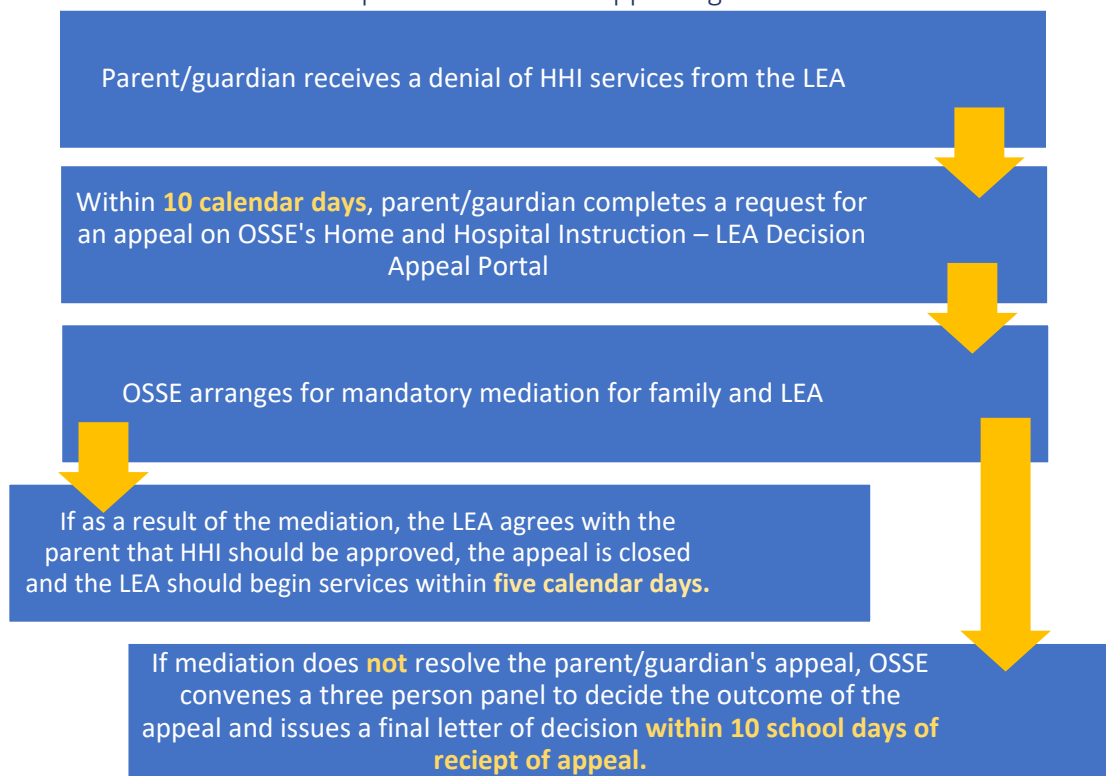 Parent/guardian receives a denial of HHI services from the LEA
Within 10 calendar days, parent/gaurdian completes a request for
an appeal on OSSE's Home and Hospital Instruction – LEA Decision
Appeal Portal
OSSE arranges for mandatory mediation for family and LEA
If as a result of the mediation, the LEA agrees with the
parent that HHI should be approved, the appeal is closed
and the LEA should begin services within five calendar days.
If mediation does not resolve the parent/guardian's appeal, OSSE
convenes a three person panel to decide the outcome of the
appeal and issues a final letter of decision within 10 school days of
reciept of appeal.